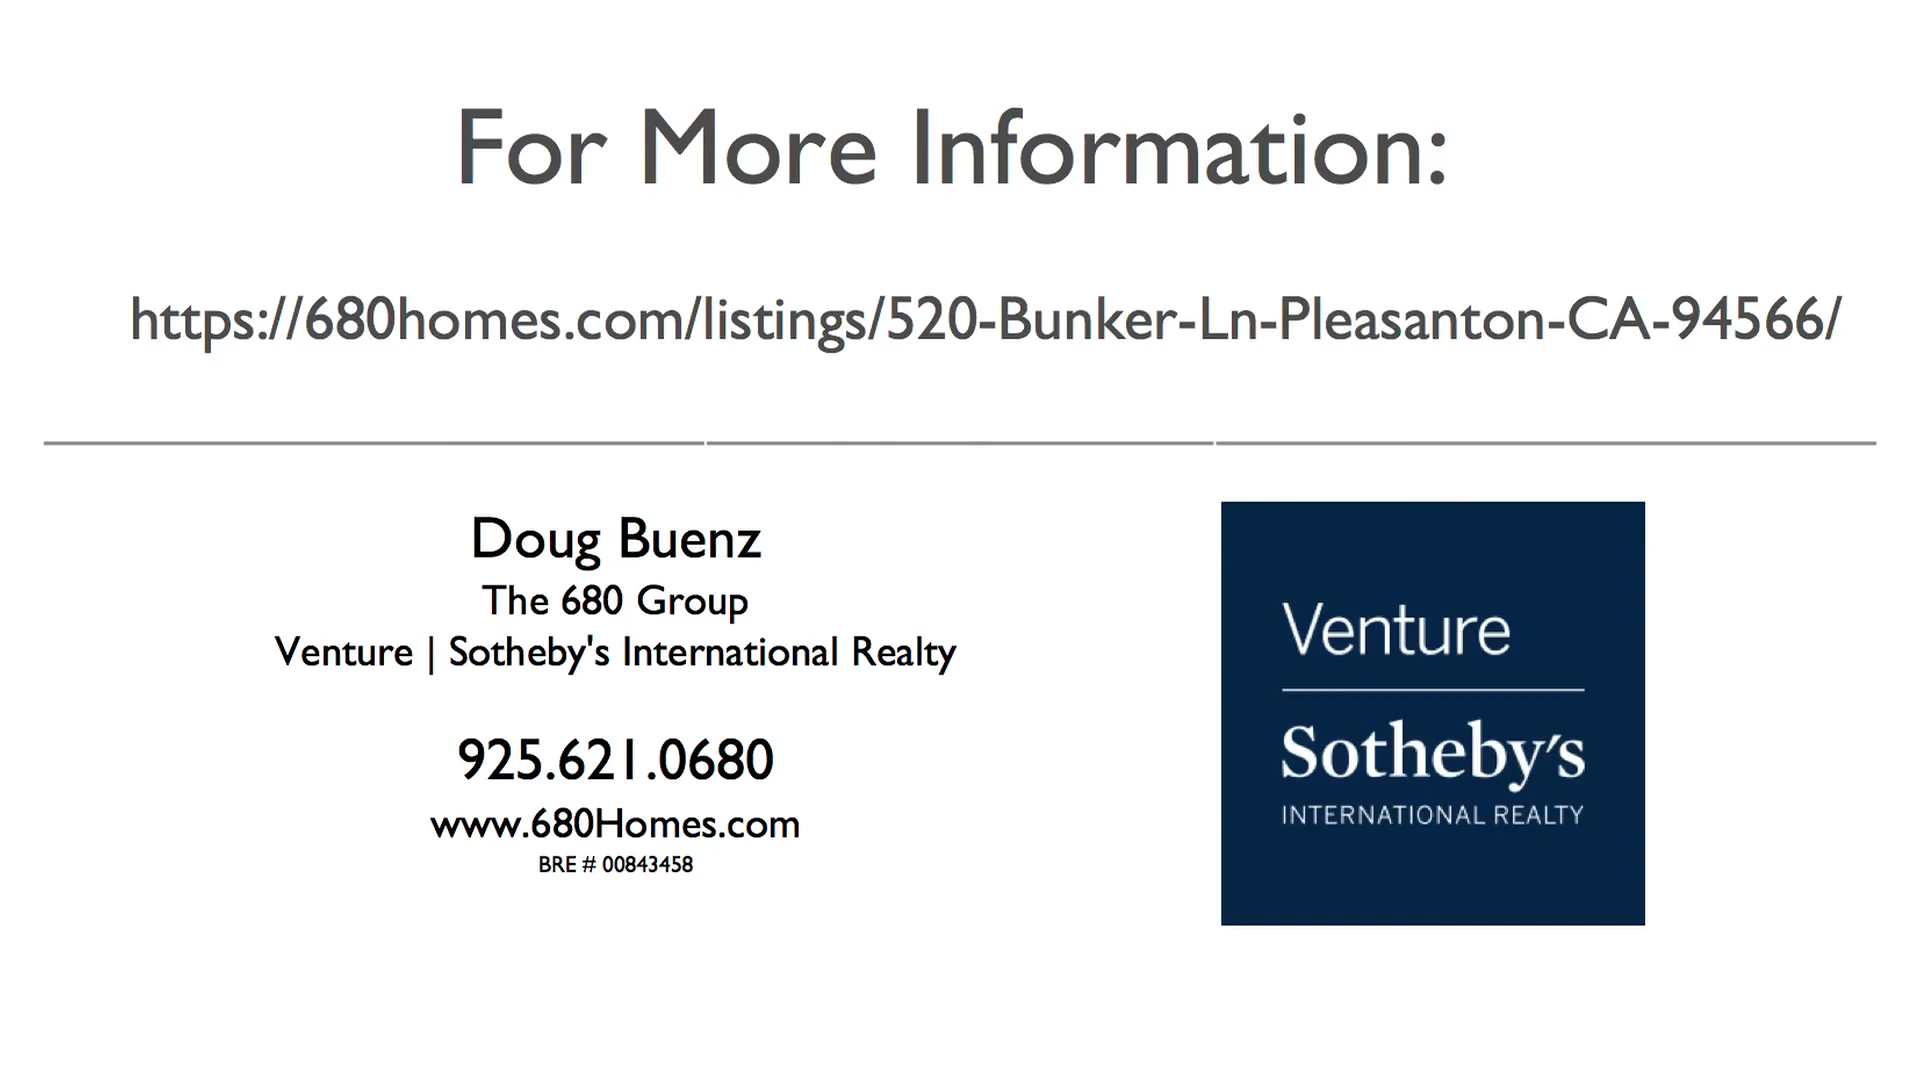 For More Information:
https://680homes.com/listings/520-Bunker-Ln-Pleasanton-CA-94566/
Doug Buenz
The 680 Group
Venture | Sotheby's International Realty
925.621.0680
www.680Homes.com
BRE # 00843458
Venture
Sotheby's
INTERNATIONAL REALTY